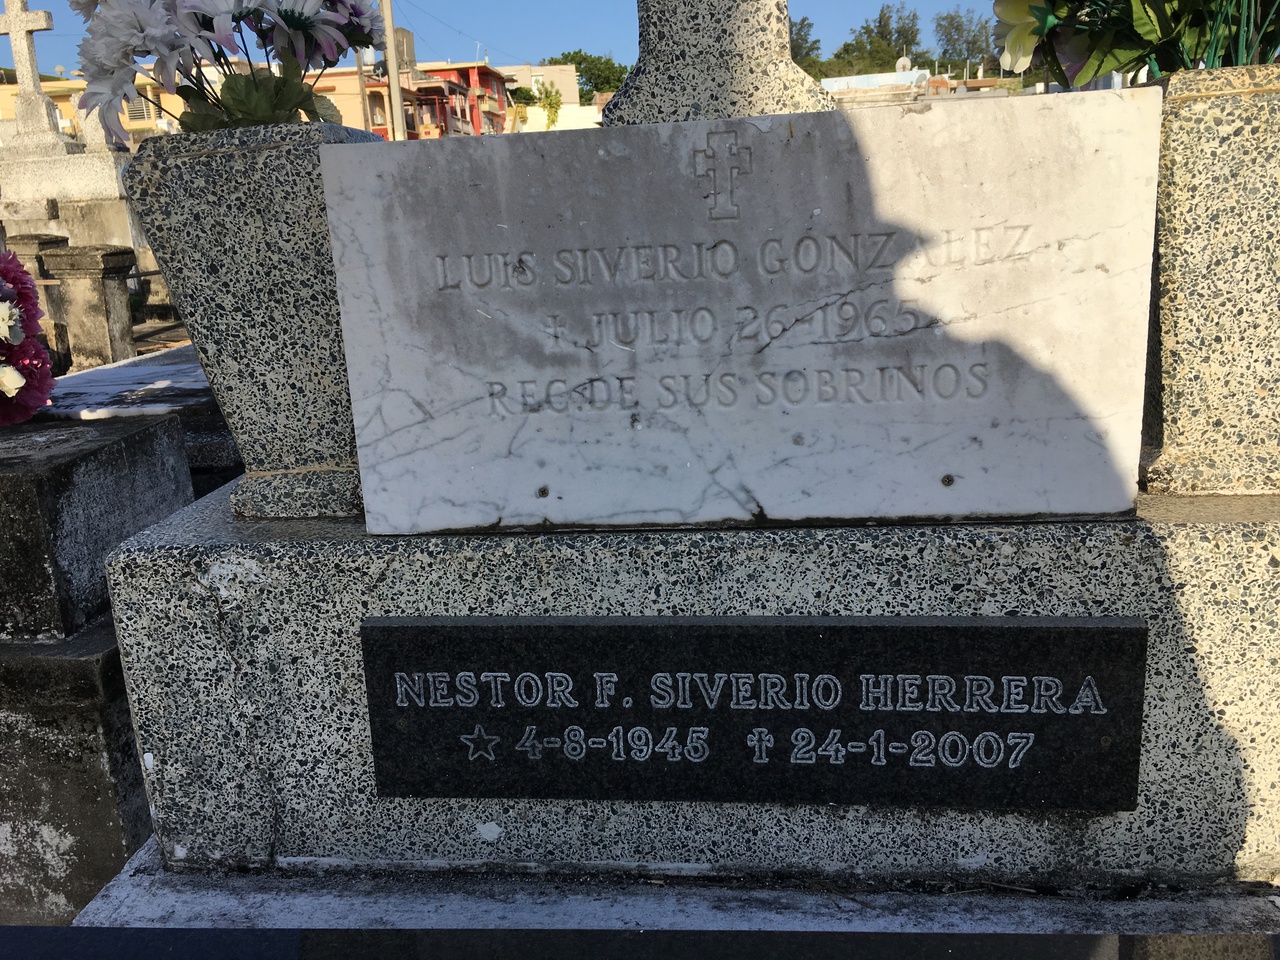 LUIS SIVERIO GONZALEZ
✝ JULIO 26-1965
REC. DE SUS SOBRINOS
NESTOR F. SIVERIO HERRERA
☆ 4-8-1945 ✝ 24-1-2007